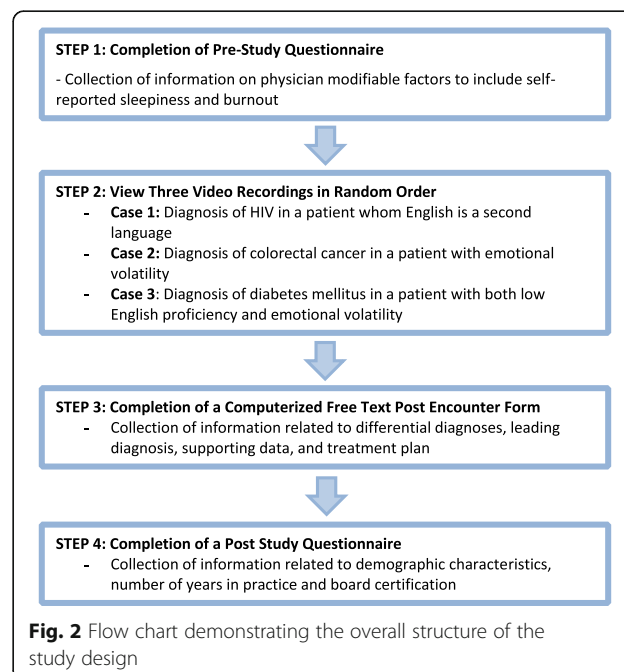 STEP 1: Completion of Pre-Study Questionnaire
- Collection of information on physician modifiable factors to include self-
reported sleepiness and burnout
STEP 2: View Three Video Recordings in Random Order
- Case 1: Diagnosis of HIV in a patient whom English is a second
language
- Case 2: Diagnosis of colorectal cancer in a patient with emotional
volatility
- Case 3: Diagnosis of diabetes mellitus in a patient with both low
English proficiency and emotional volatility
STEP 3: Completion of a Computerized Free Text Post Encounter Form
- Collection of information related to differential diagnoses, leading
diagnosis, supporting data, and treatment plan
STEP 4: Completion of a Post Study Questionnaire
- Collection of information related to demographic characteristics,
number of years in practice and board certification
Fig. 2 Flow chart demonstrating the overall structure of the
study design